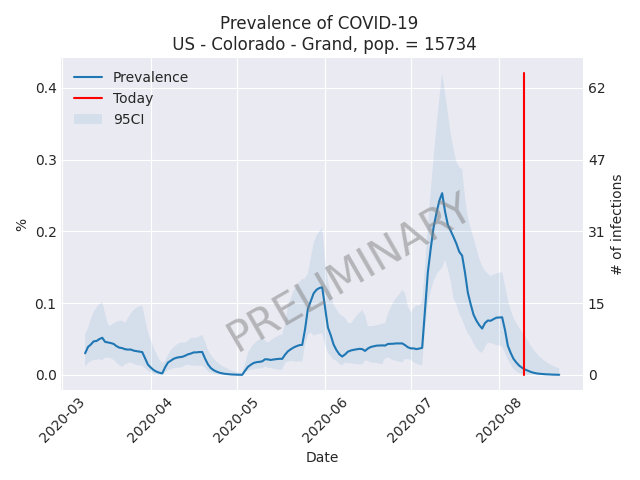 Prevalence of COVID-19
US - Colorado - Grand, pop. = 15734
Prevalence
Today
95CI
PRELIMINARY
%
0.4
0.3
0.2
0.1
0.0
62
47
31
15
0
# of infections
2020-03
2020-04
2020-05
2020-06
2020-07
2020-08
Date